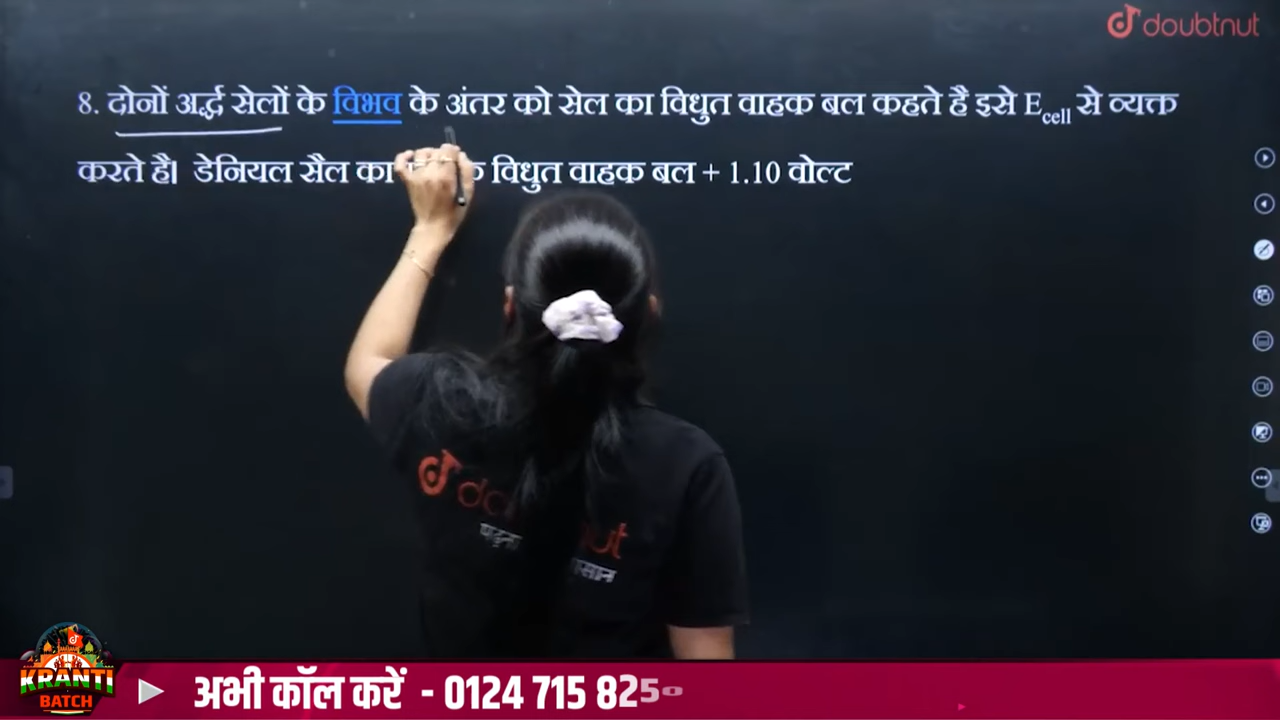 doubtnut
8. दोनों अर्द्ध सेलों के विभव के अंतर को सेल का विधुत वाहक बल कहते है इसे Ecell से व्यक्त
करते है। डेनियल सैल का विधुत वाहक बल + 1.10 वोल्ट
पढ़ना
KRANTI
BATCH
अभी कॉल करें - 0124 715 825